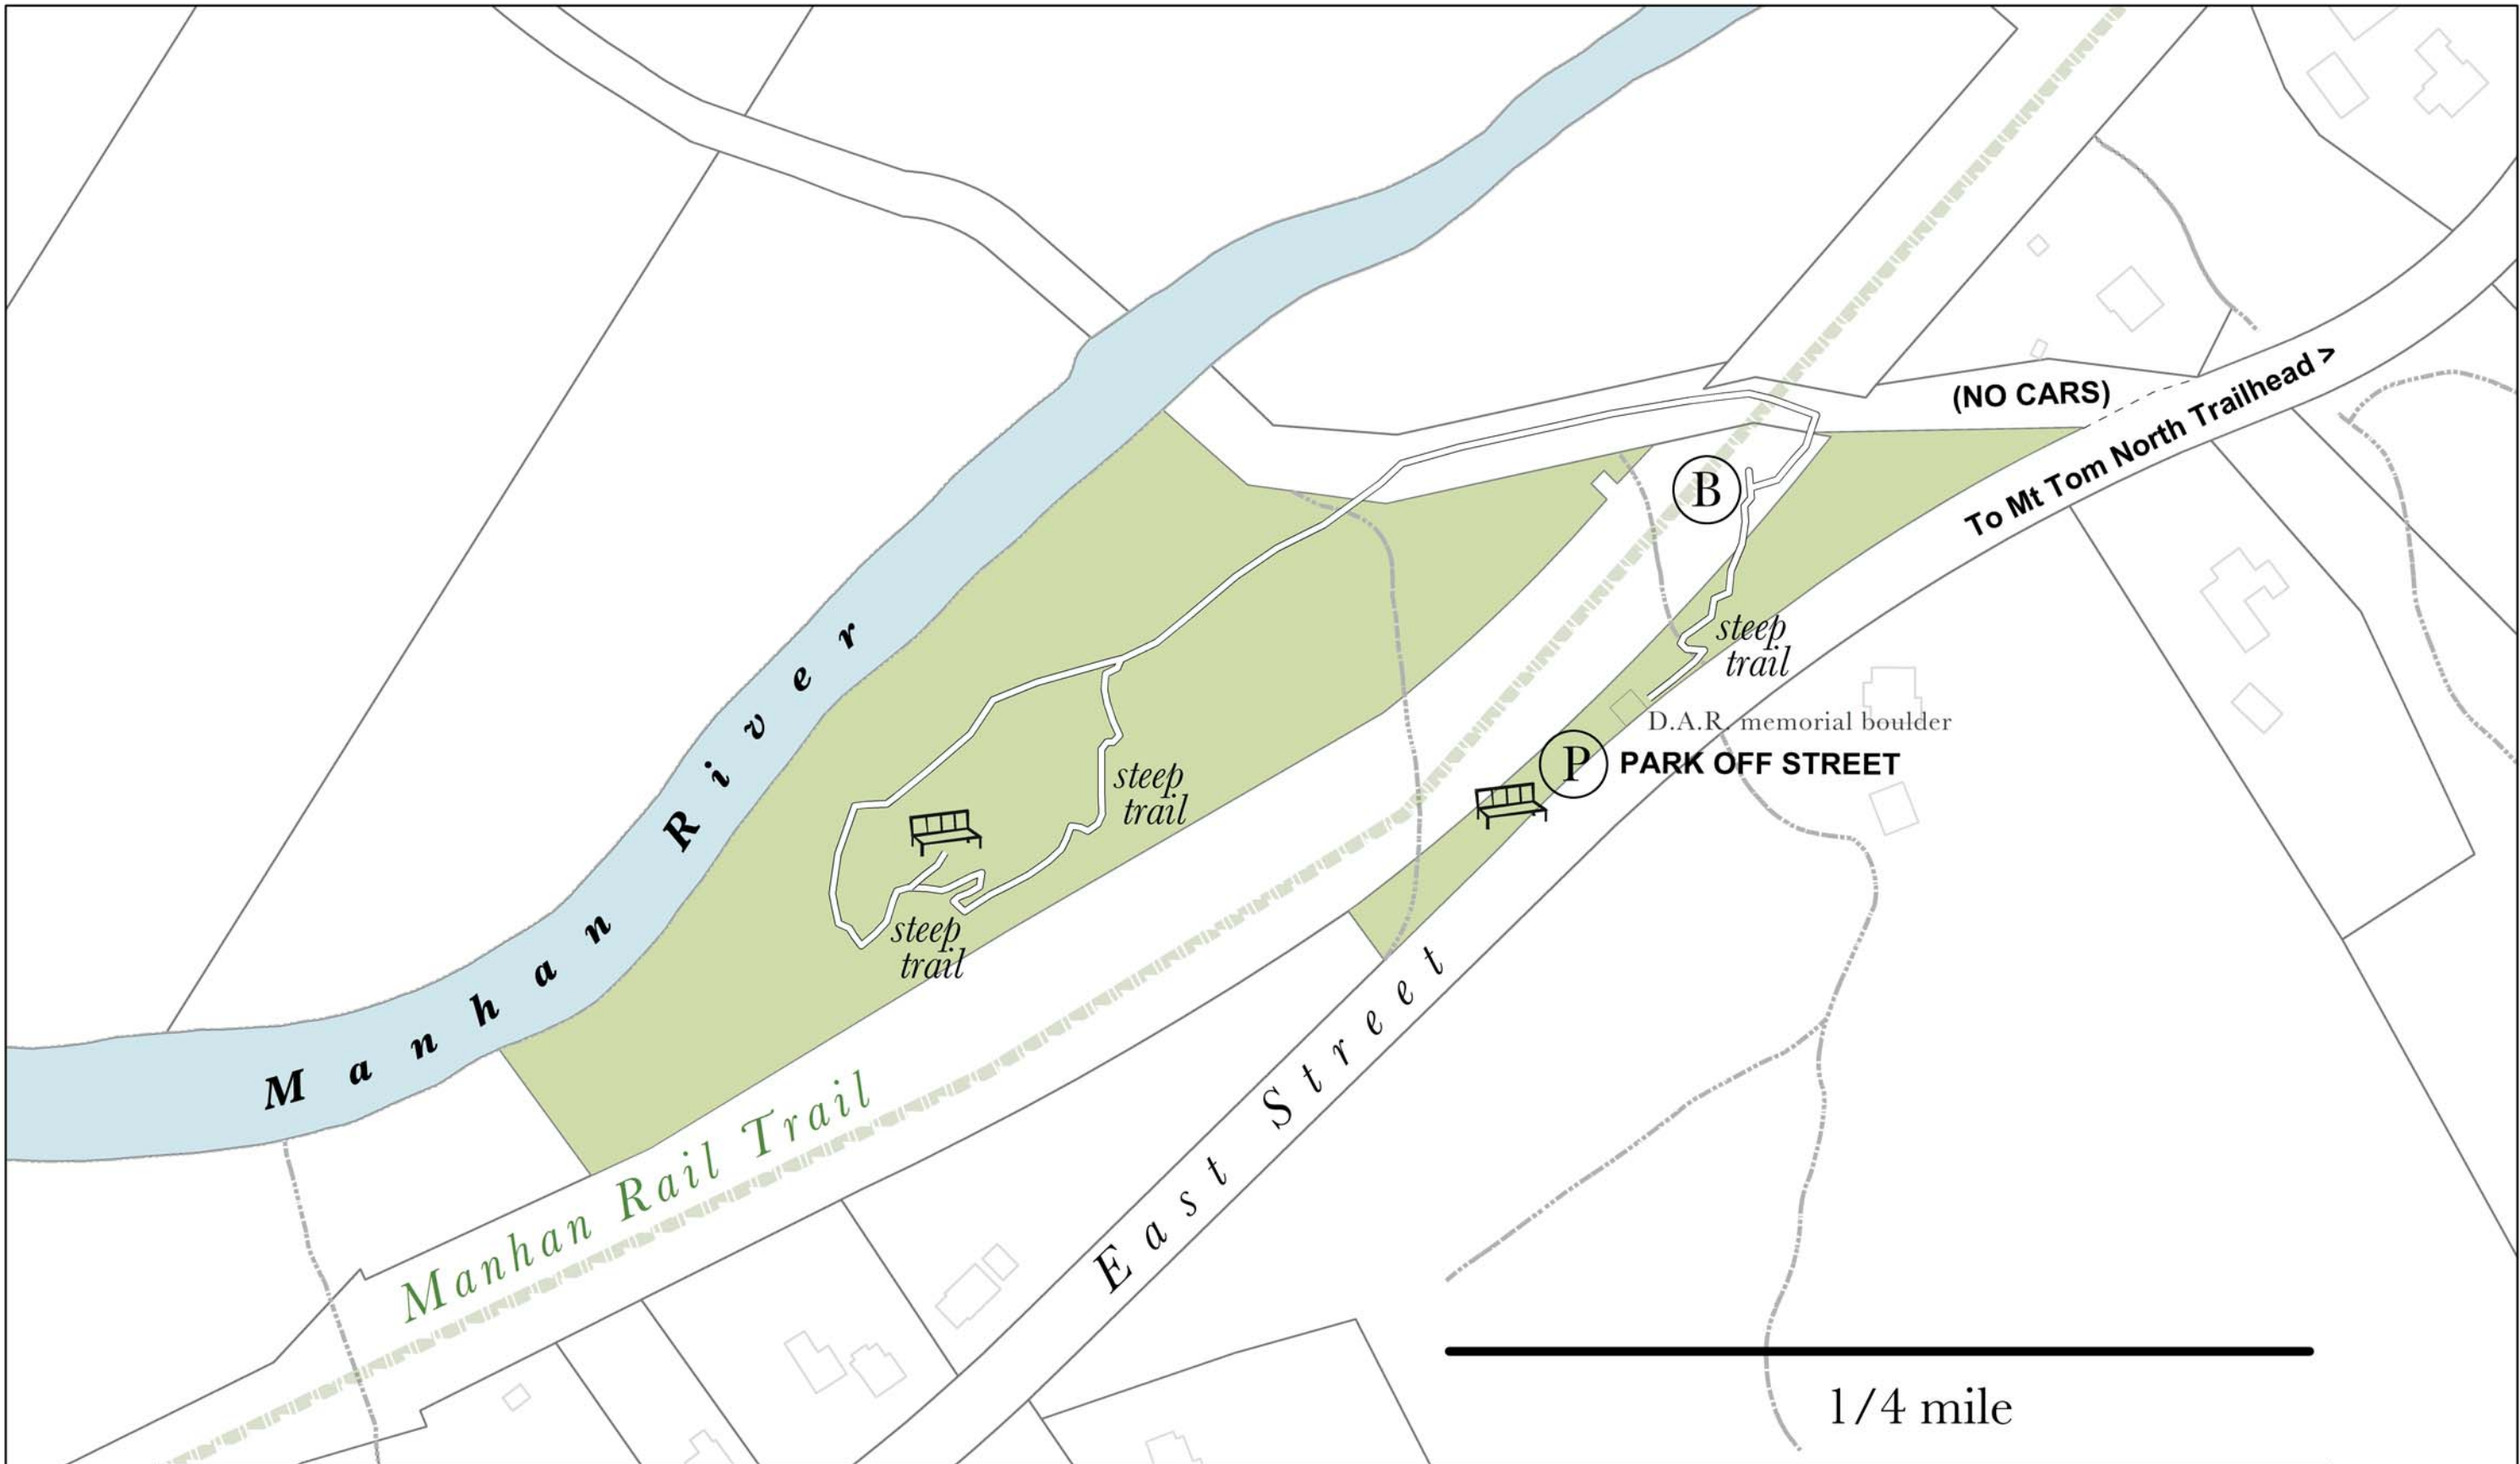 (NO CARS)
To Mt Tom North Trailhead >
B
steep
trail
D.A.R. memorial boulder
P
PARK OFF STREET
steep
trail
steep
trail
Manhan River
Manhan Rail Trail
East Street
1/4 mile